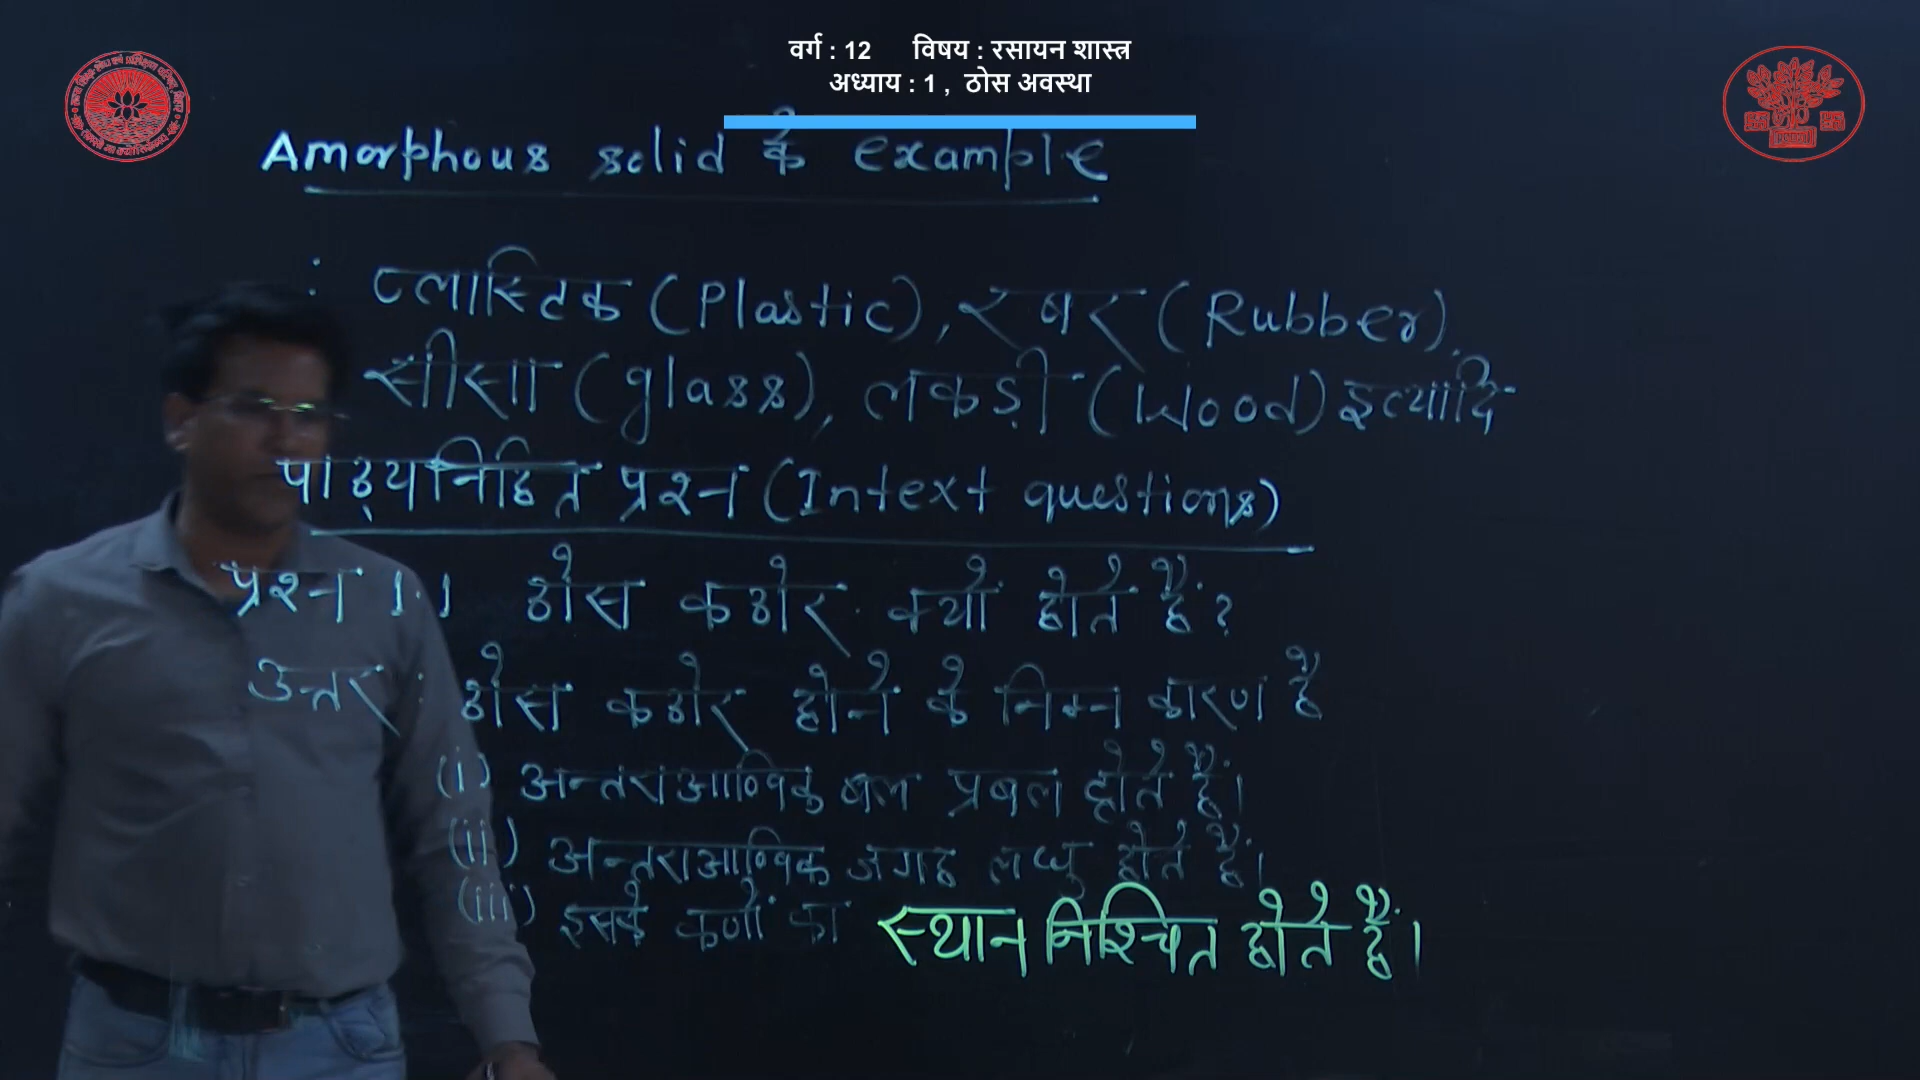 वर्ग : 12 विषय : रसायन शास्त्र
अध्याय : 1 , ठोस अवस्था
Amorphous solid के example
: प्लास्टिक (Plastic), रबर (Rubber),
सीसा (glass), लकड़ी (Wood) इत्यादि
पाठ्यनिहित प्रश्न (Intext questions)
प्रश्न 1.1 ठोस कठोर क्यों होते हैं ?
उत्तर : ठोस कठोर होने के निम्न कारण है
(i) अन्तराआण्विक बल प्रबल होते हैं।
(ii) अन्तराआण्विक जगह लघु होते हैं।
(iii) इसके कणों का स्थान निश्चित होते हैं।